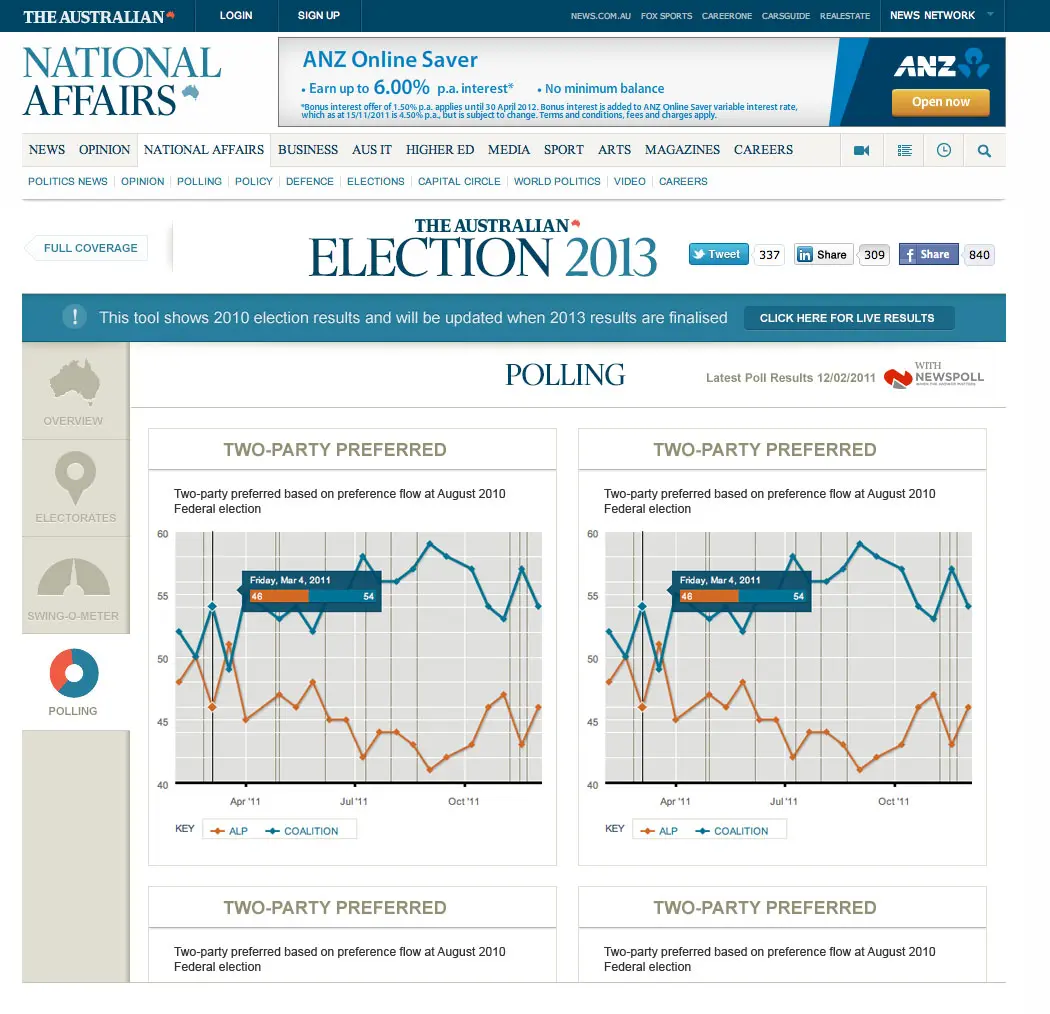 THE AUSTRALIAN
LOGIN
SIGN UP
NEWS.COM.AU FOX SPORTS CAREERONE CARSGUIDE REALESTATE
NEWS NETWORK
NATIONAL
AFFAIRS
ANZ Online Saver
• Earn up to 6.00% p.a. interest* • No minimum balance
*Bonus interest offer of 1.50% p.a. applies until 30 April 2012. Bonus interest is added to ANZ Online Saver variable interest rate,
which as at 15/11/2011 is 4.50% p.a., but is subject to change. Terms and conditions, fees and charges apply.
ANZ
Open now
NEWS OPINION NATIONAL AFFAIRS BUSINESS AUS IT HIGHER ED MEDIA SPORT ARTS MAGAZINES CAREERS
POLITICS NEWS OPINION POLLING POLICY DEFENCE ELECTIONS CAPITAL CIRCLE WORLD POLITICS VIDEO CAREERS
FULL COVERAGE
THE AUSTRALIAN
ELECTION 2013
Tweet 337 in Share 309 f Share 840
! This tool shows 2010 election results and will be updated when 2013 results are finalised
CLICK HERE FOR LIVE RESULTS
OVERVIEW
ELECTORATES
SWING-O-METER
POLLING
POLLING
Latest Poll Results 12/02/2011
WITH
NEWSPOLL
TWO-PARTY PREFERRED
Two-party preferred based on preference flow at August 2010
Federal election
60
55
50
45
40
Friday, Mar 4, 2011
46 54
Apr '11 Jul '11 Oct '11
KEY ALP COALITION
TWO-PARTY PREFERRED
Two-party preferred based on preference flow at August 2010
Federal election
60
55
50
45
40
Friday, Mar 4, 2011
46 54
Apr '11 Jul '11 Oct '11
KEY ALP COALITION
TWO-PARTY PREFERRED
Two-party preferred based on preference flow at August 2010
Federal election
TWO-PARTY PREFERRED
Two-party preferred based on preference flow at August 2010
Federal election